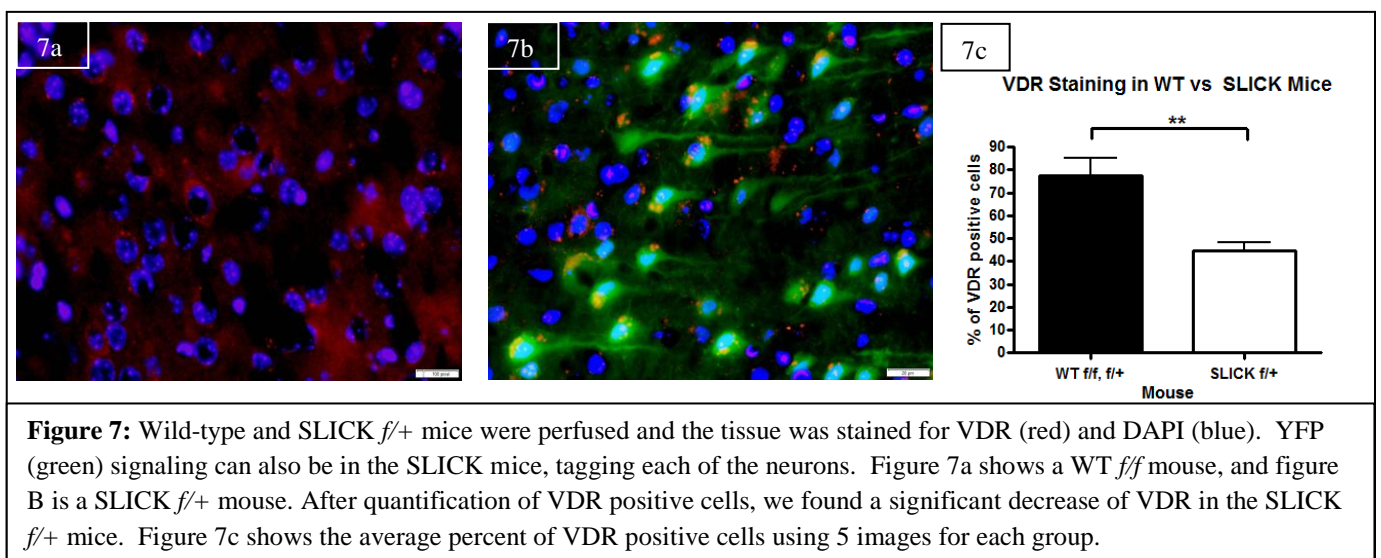 7a
7b
7c
VDR Staining in WT vs SLICK Mice
**
% of VDR positive cells
90
80
70
60
50
40
30
20
10
0
WT f/f, f/+
SLICK f/+
Mouse
100 pixel
20 µm
Figure 7: Wild-type and SLICK f/+ mice were perfused and the tissue was stained for VDR (red) and DAPI (blue). YFP
(green) signaling can also be in the SLICK mice, tagging each of the neurons. Figure 7a shows a WT f/f mouse, and figure
B is a SLICK f/+ mouse. After quantification of VDR positive cells, we found a significant decrease of VDR in the SLICK
f/+ mice. Figure 7c shows the average percent of VDR positive cells using 5 images for each group.